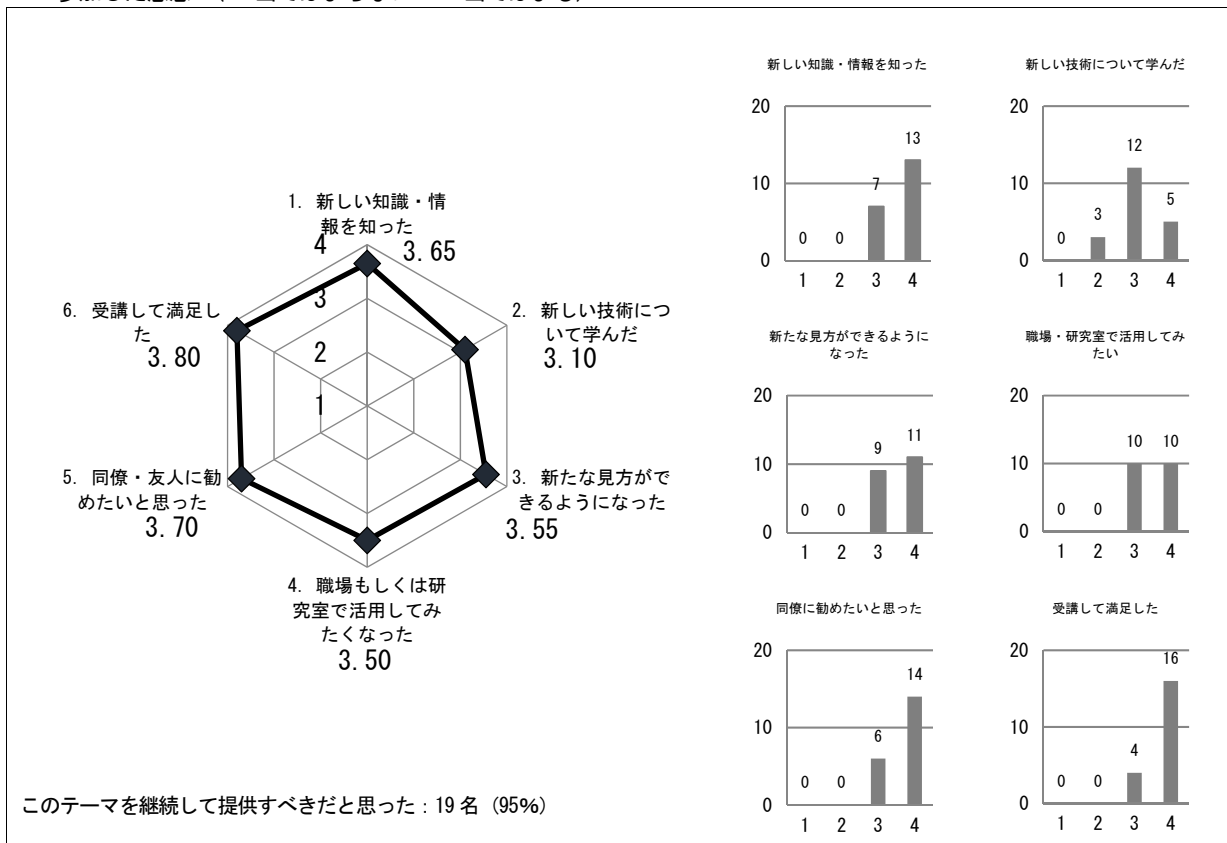 1. 新しい知識・情
報を知った
3.65
2. 新しい技術につ
いて学んだ
3.10
3. 新たな見方がで
きるようになった
3.55
4. 職場もしくは研
究室で活用してみ
たくなった
3.50
5. 同僚・友人に勧
めたいと思った
3.70
6. 受講して満足し
た
3.80
4
3
2
1
このテーマを継続して提供すべきだと思った：19 名（95%）
新しい知識・情報を知った
20
10
0
0 0 7 13
1 2 3 4
新しい技術について学んだ
20
10
0
0 3 12 5
1 2 3 4
新たな見方ができるように
なった
20
10
0
0 0 9 11
1 2 3 4
職場・研究室で活用してみ
たい
20
10
0
0 0 10 10
1 2 3 4
同僚に勧めたいと思った
20
10
0
0 0 6 14
1 2 3 4
受講して満足した
20
10
0
0 0 4 16
1 2 3 4